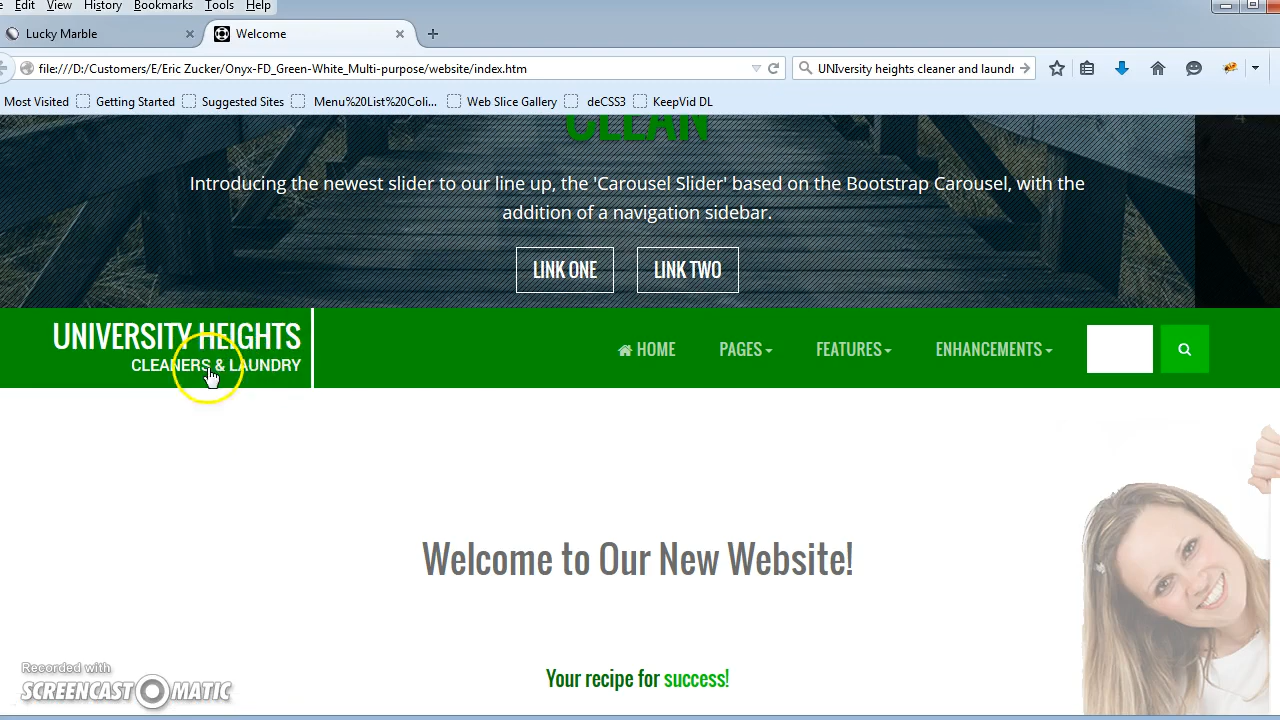 Edit View History Bookmarks Tools Help
Lucky Marble × Welcome × +
file:///D:/Customers/E/Eric Zucker/Onyx-FD_Green-White_Multi-purpose/website/index.htm UNIversity heights cleaner and laundr
Most Visited Getting Started Suggested Sites Menu%20List%20Coll... Web Slice Gallery deCSS3 KeepVid DL
CLEAN
4
Introducing the newest slider to our line up, the 'Carousel Slider' based on the Bootstrap Carousel, with the
addition of a navigation sidebar.
LINK ONE LINK TWO
UNIVERSITY HEIGHTS
CLEANERS & LAUNDRY
HOME PAGES FEATURES ENHANCEMENTS
Welcome to Our New Website!
Your recipe for success!
Recorded with
SCREENCAST-O-MATIC